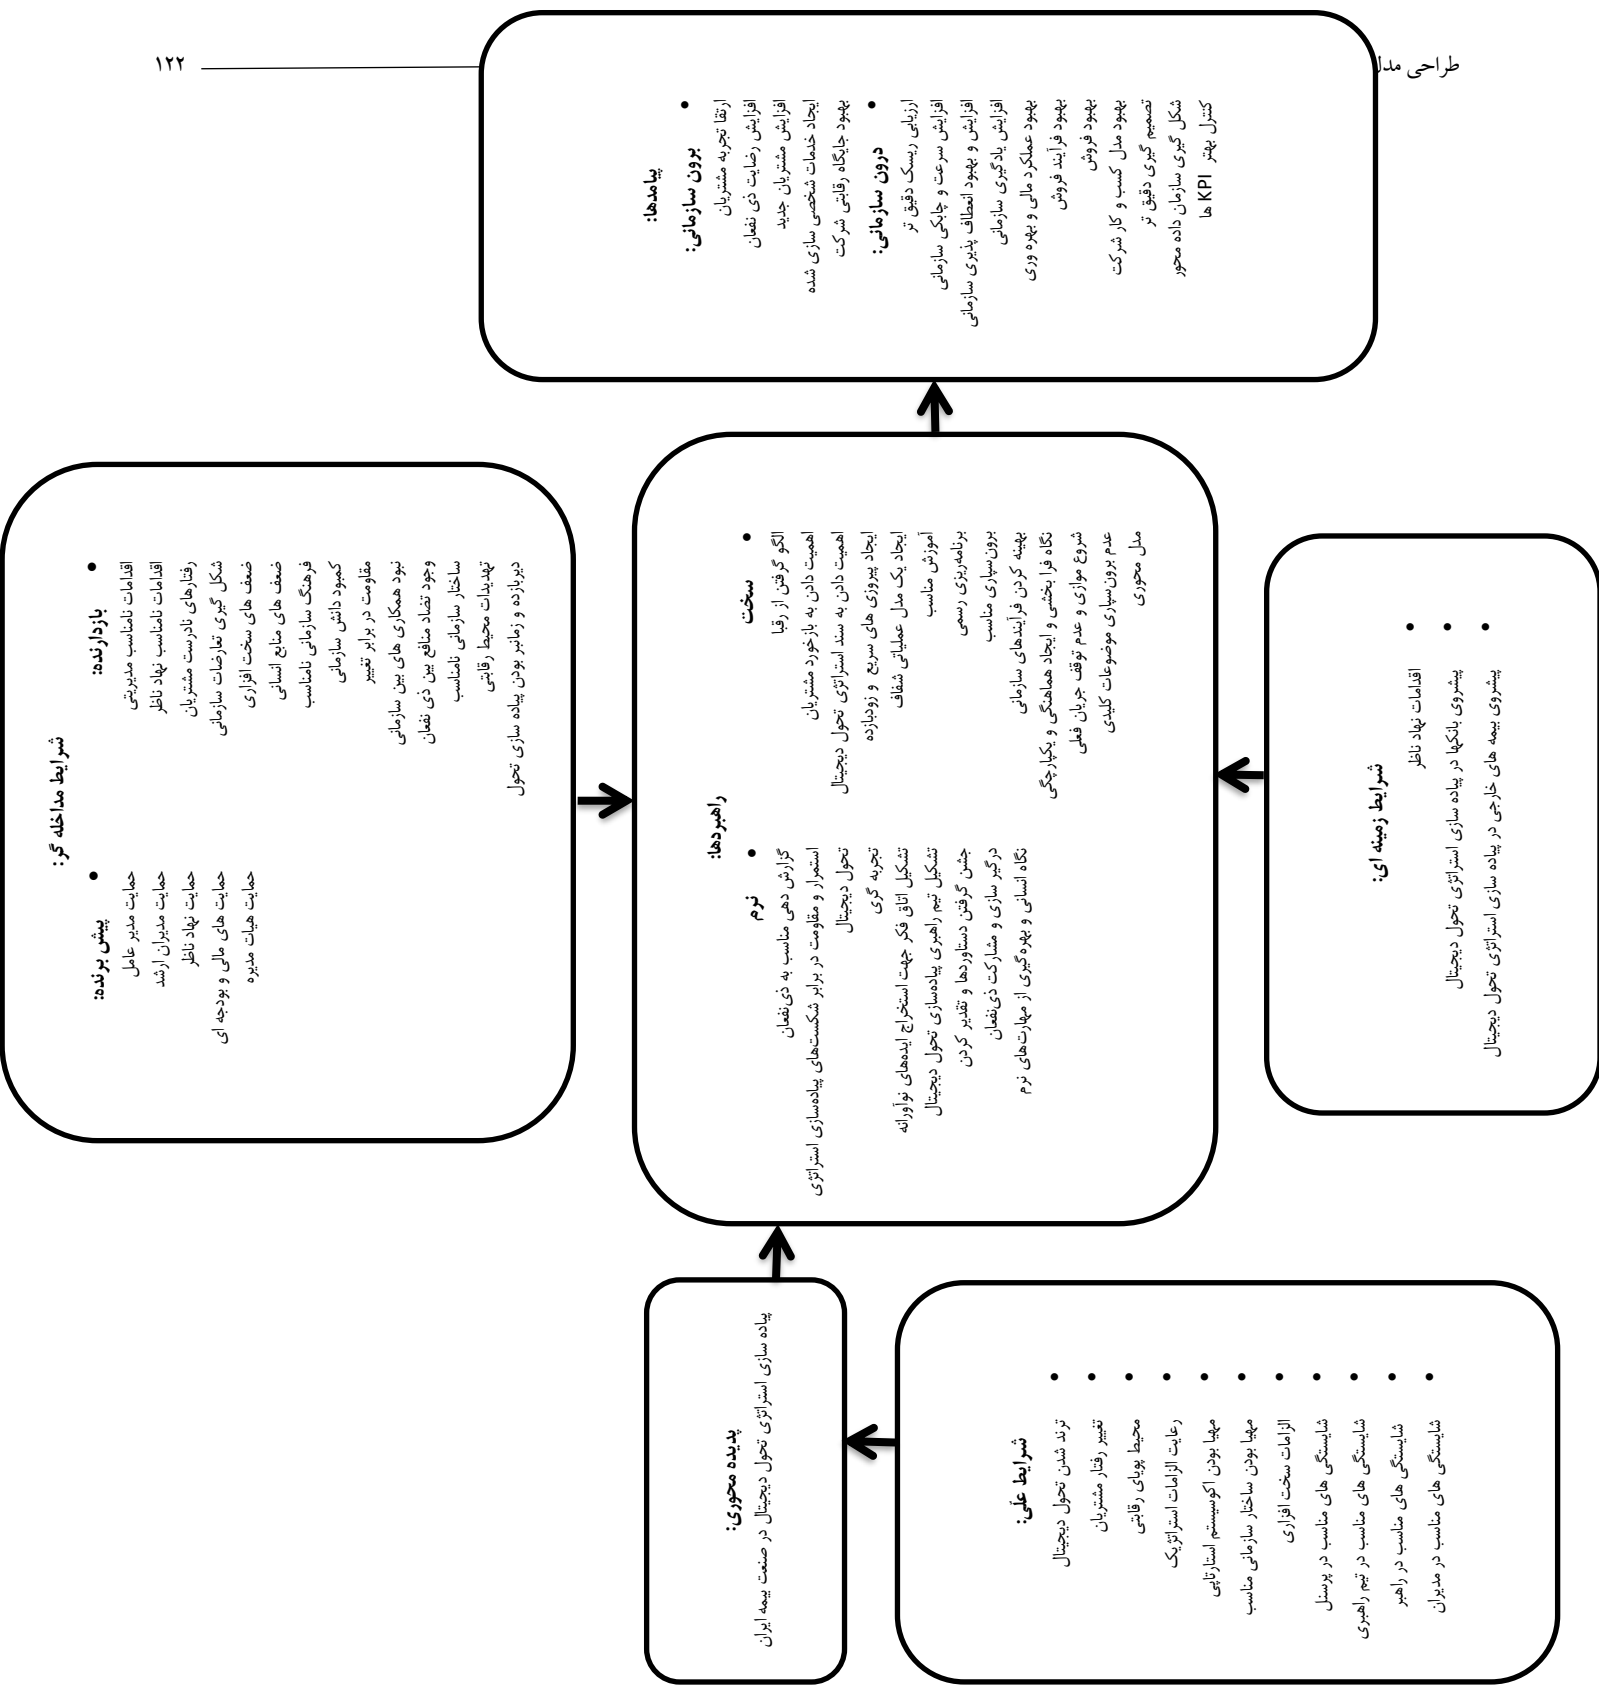 طراحی مدل
۱۲۲
پیامدها:
برون سازمانی:
ارتقا تجربه مشتریان
افزایش رضایت ذی نفعان
افزایش مشتریان جدید
ایجاد خدمات شخصی سازی شده
بهبود جایگاه رقابتی شرکت
درون سازمانی:
ارزیابی ریسک دقیق تر
افزایش سرعت و چابکی سازمانی
افزایش و بهبود انعطاف پذیری سازمانی
افزایش یادگیری سازمانی
بهبود عملکرد مالی و بهره وری
بهبود فرآیند فروش
بهبود فروش
بهبود مدل کسب و کار شرکت
تصمیم گیری دقیق تر
شکل گیری سازمان داده محور
کنترل بهتر KPI ها
شرایط مداخله گر:
بازدارنده:
اقدامات نامناسب مدیریتی
اقدامات نامناسب نهاد ناظر
رفتارهای نادرست مشتریان
شکل گیری تعارضات سازمانی
ضعف های سخت افزاری
ضعف های منابع انسانی
فرهنگ سازمانی نامناسب
کمبود دانش سازمانی
مقاومت در برابر تغییر
نبود همکاری های بین سازمانی
وجود تضاد منافع بین ذی نفعان
ساختار سازمانی نامناسب
تهدیدات محیط رقابتی
دیربازده و زمانبر بودن پیاده سازی تحول
پیش برنده:
حمایت مدیر عامل
حمایت مدیران ارشد
حمایت نهاد ناظر
حمایت های مالی و بودجه ای
حمایت هیات مدیره
راهبردها:
سخت
الگو گرفتن از رقبا
اهمیت دادن به بازخورد مشتریان
اهمیت دادن به سند استراتژی تحول دیجیتال
ایجاد پیروزی های سریع و زودبازده
ایجاد یک مدل عملیاتی شفاف
آموزش مناسب
برنامه‌ریزی رسمی
برون‌سپاری مناسب
بهینه کردن فرآیندهای سازمانی
نگاه فرا بخشی و ایجاد هماهنگی و یکپارچگی
شروع موازی و عدم توقف جریان فعلی
عدم برون‌سپاری موضوعات کلیدی
مدل محوری
نرم
گزارش دهی مناسب به ذی‌نفعان
استمرار و مقاومت در برابر شکست‌های پیاده‌سازی استراتژی
تحول دیجیتال
تجربه گری
تشکیل اتاق فکر جهت استخراج ایده‌های نوآورانه
تشکیل تیم راهبری پیاده‌سازی تحول دیجیتال
جشن گرفتن دستاوردها و تقدیر کردن
درگیر سازی و مشارکت ذی‌نفعان
نگاه انسانی و بهره‌گیری از مهارت‌های نرم
شرایط زمینه ای:
اقدامات نهاد ناظر
پیشروی بانکها در پیاده سازی استراتژی تحول دیجیتال
پیشروی بیمه های خارجی در پیاده سازی استراتژی تحول دیجیتال
پدیده محوری:
پیاده سازی استراتژی تحول دیجیتال در صنعت بیمه ایران
شرایط علّی:
ترند شدن تحول دیجیتال
تغییر رفتار مشتریان
محیط پویای رقابتی
رعایت الزامات استراتژیک
مهیا بودن اکوسیستم استارتاپی
مهیا بودن ساختار سازمانی مناسب
الزامات سخت افزاری
شایستگی های مناسب در پرسنل
شایستگی های مناسب در تیم راهبری
شایستگی های مناسب در راهبر
شایستگی های مناسب در مدیران